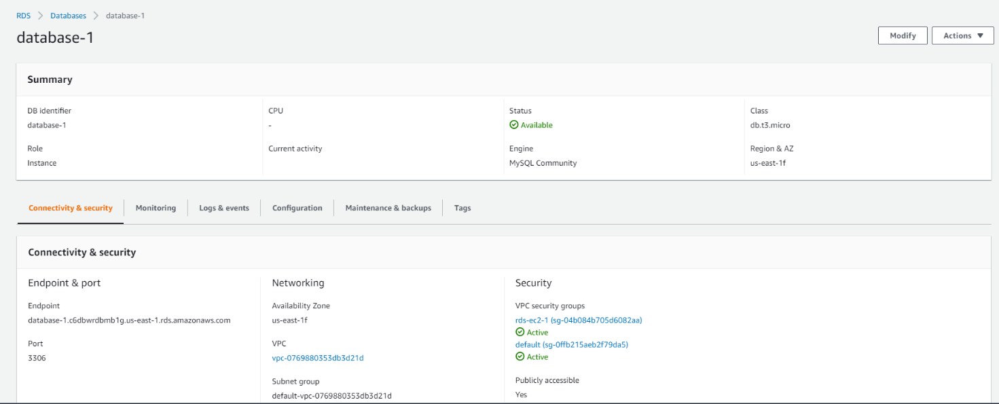 RDS > Databases > database-1
database-1
Modify
Actions ▼
Summary
DB identifier
database-1
CPU
-
Status
Available
Class
db.t3.micro
Role
Instance
Current activity
Engine
MySQL Community
Region & AZ
us-east-1f
Connectivity & security
Monitoring
Logs & events
Configuration
Maintenance & backups
Tags
Connectivity & security
Endpoint & port
Endpoint
database-1.c6dbwrdbmb1g.us-east-1.rds.amazonaws.com
Port
3306
Networking
Availability Zone
us-east-1f
VPC
vpc-0769880353db3d21d
Subnet group
default-vpc-0769880353db3d21d
Security
VPC security groups
rds-ec2-1 (sg-04b084b705d6082aa)
Active
default (sg-0ffb215aeb2f79da5)
Active
Publicly accessible
Yes